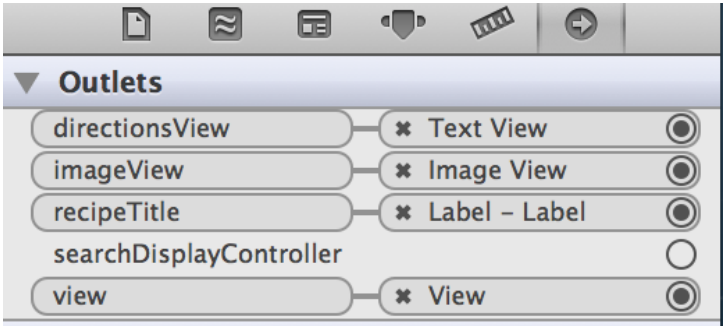 Outlets
directionsView Text View
imageView Image View
recipeTitle Label – Label
searchDisplayController
view View